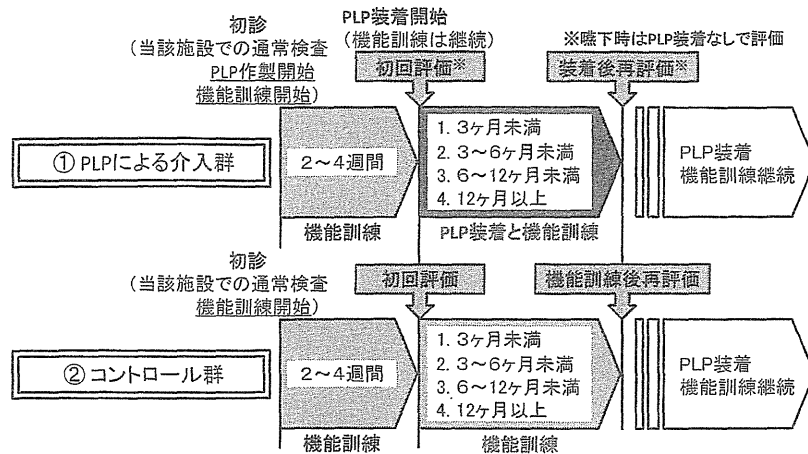 初診
(当該施設での通常検査
PLP作製開始
機能訓練開始)
PLP装着開始
(機能訓練は継続)
※嚥下時はPLP装着なしで評価
初回評価※
装着後再評価※
① PLPによる介入群
2～4週間
1. 3ヶ月未満
2. 3～6ヶ月未満
3. 6～12ヶ月未満
4. 12ヶ月以上
PLP装着
機能訓練継続
機能訓練
PLP装着と機能訓練
初診
(当該施設での通常検査
機能訓練開始)
初回評価
機能訓練後再評価
② コントロール群
2～4週間
1. 3ヶ月未満
2. 3～6ヶ月未満
3. 6～12ヶ月未満
4. 12ヶ月以上
PLP装着
機能訓練継続
機能訓練
機能訓練